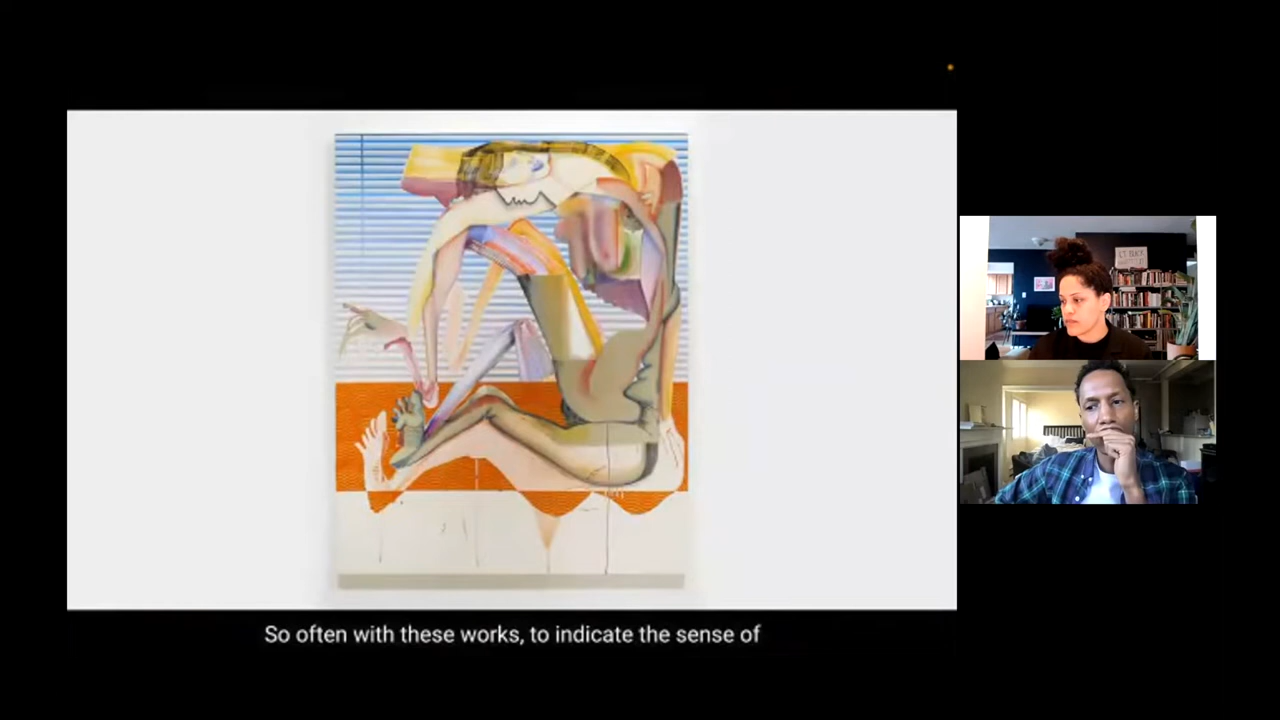 So often with these works, to indicate the sense of